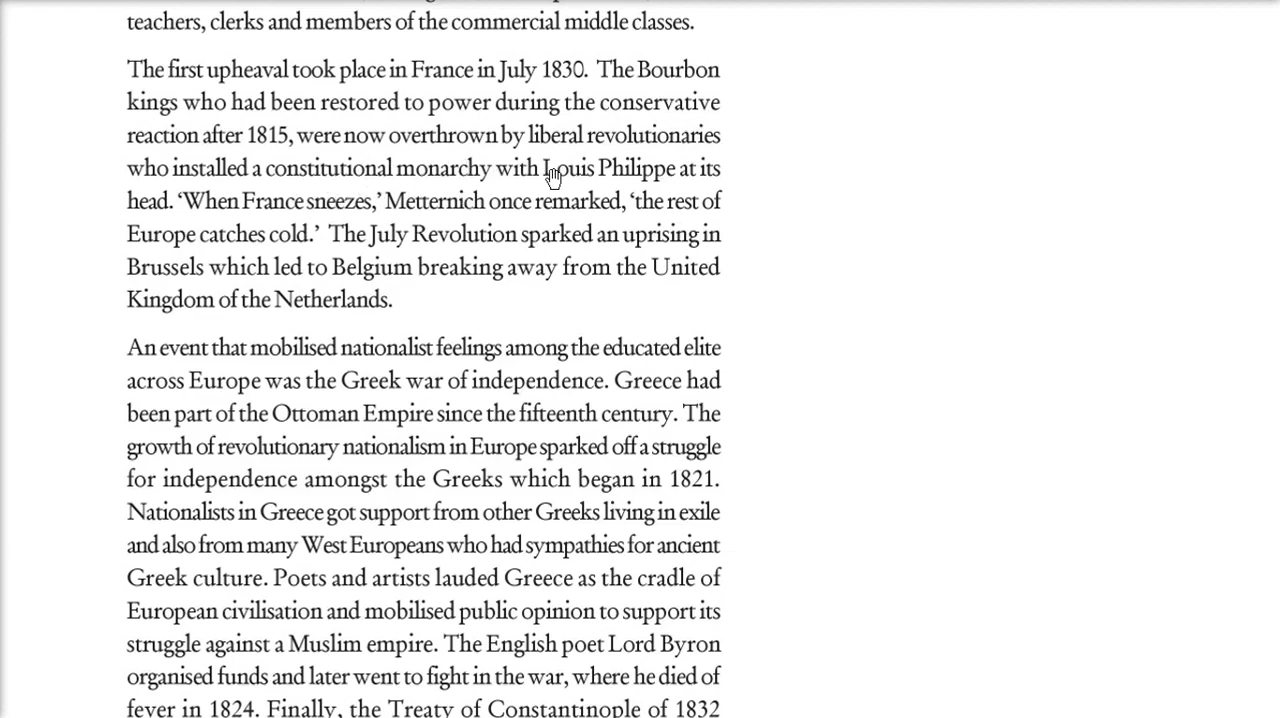 teachers, clerks and members of the commercial middle classes.
The first upheaval took place in France in July 1830. The Bourbon
kings who had been restored to power during the conservative
reaction after 1815, were now overthrown by liberal revolutionaries
who installed a constitutional monarchy with Louis Philippe at its
head. ‘When France sneezes,’ Metternich once remarked, ‘the rest of
Europe catches cold.’ The July Revolution sparked an uprising in
Brussels which led to Belgium breaking away from the United
Kingdom of the Netherlands.
An event that mobilised nationalist feelings among the educated elite
across Europe was the Greek war of independence. Greece had
been part of the Ottoman Empire since the fifteenth century. The
growth of revolutionary nationalism in Europe sparked off a struggle
for independence amongst the Greeks which began in 1821.
Nationalists in Greece got support from other Greeks living in exile
and also from many West Europeans who had sympathies for ancient
Greek culture. Poets and artists lauded Greece as the cradle of
European civilisation and mobilised public opinion to support its
struggle against a Muslim empire. The English poet Lord Byron
organised funds and later went to fight in the war, where he died of
fever in 1824. Finally, the Treaty of Constantinople of 1832